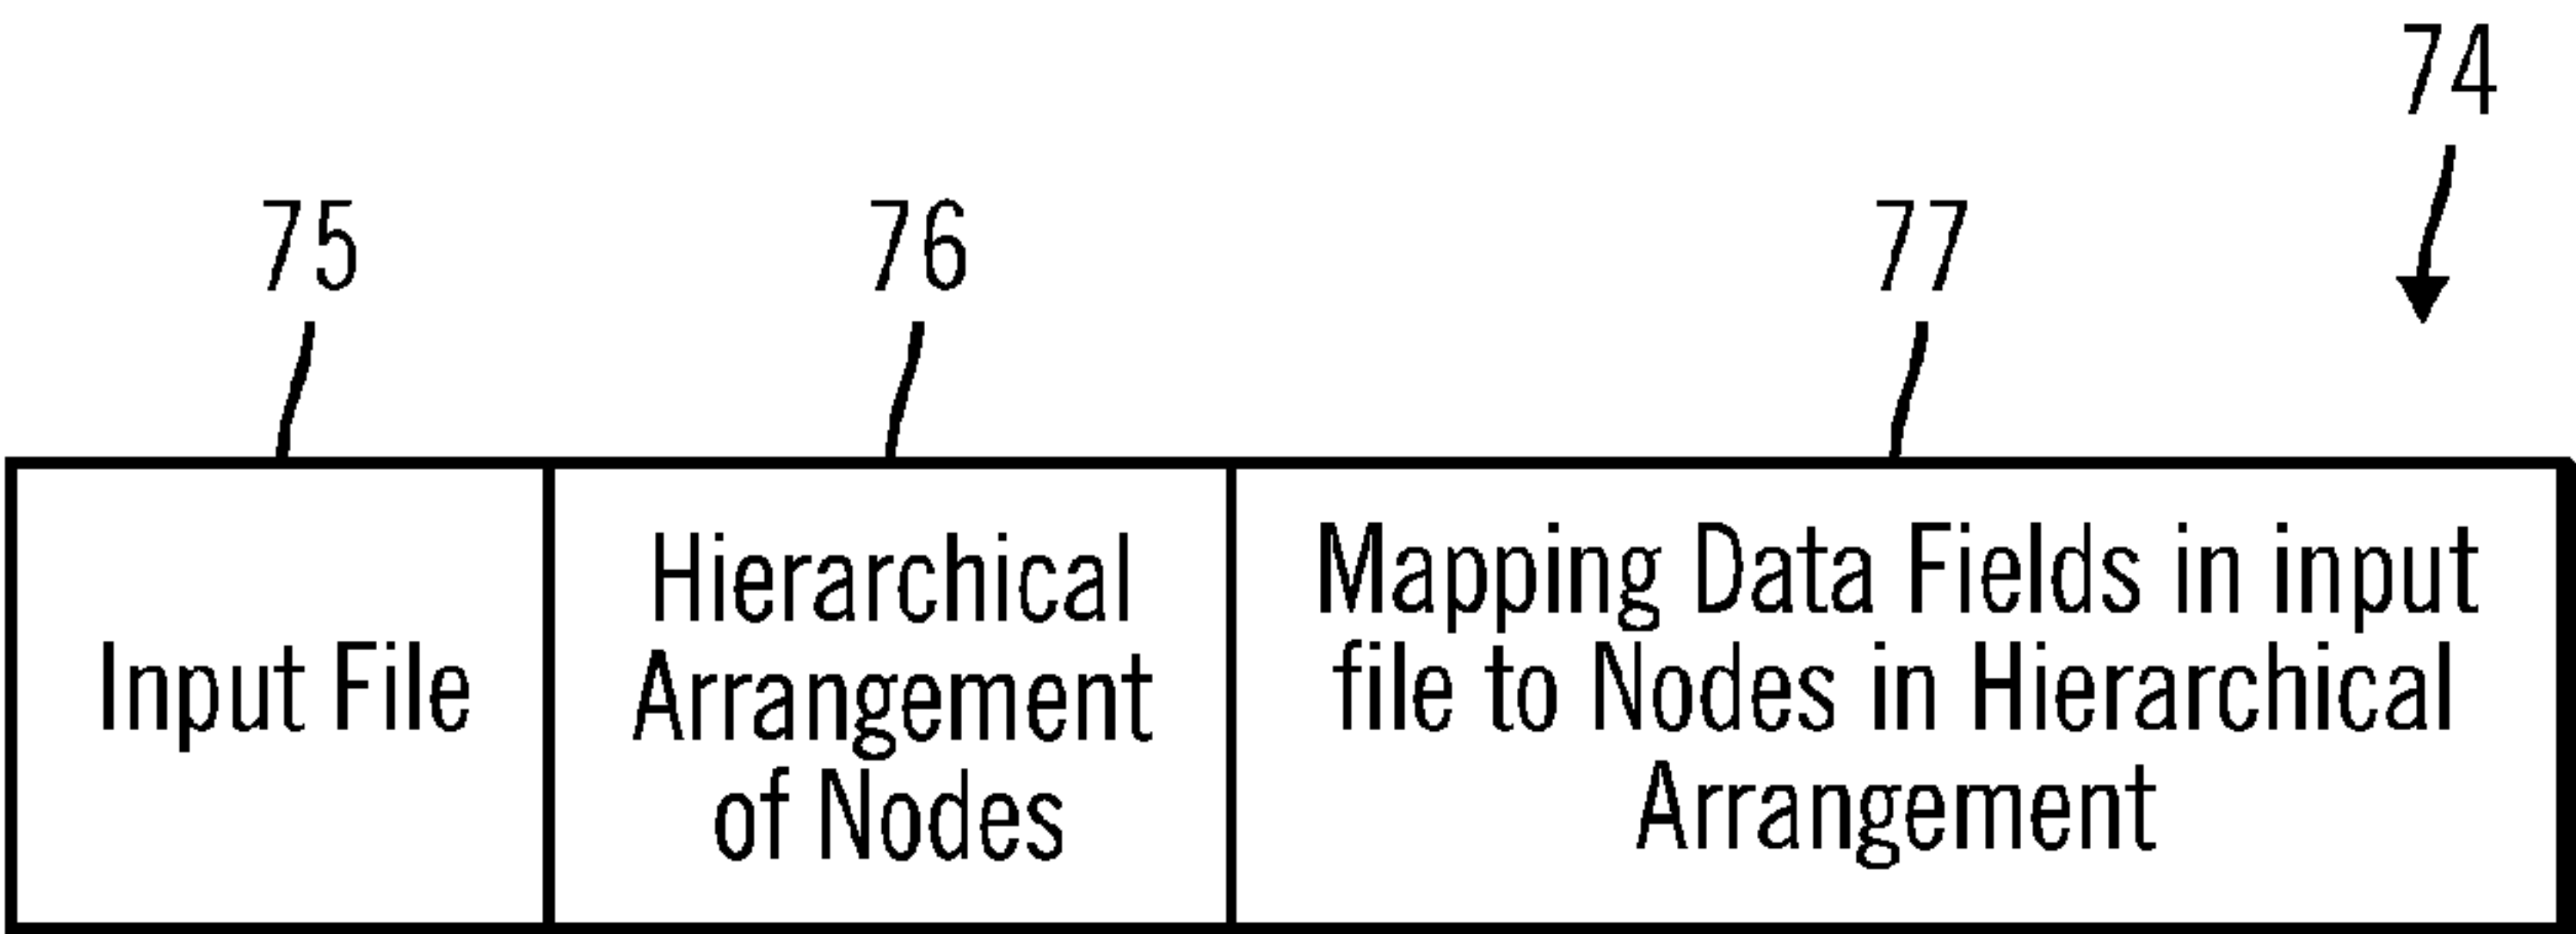 74
75
76
77
Input File
Hierarchical
Arrangement
of Nodes
Mapping Data Fields in input
file to Nodes in Hierarchical
Arrangement